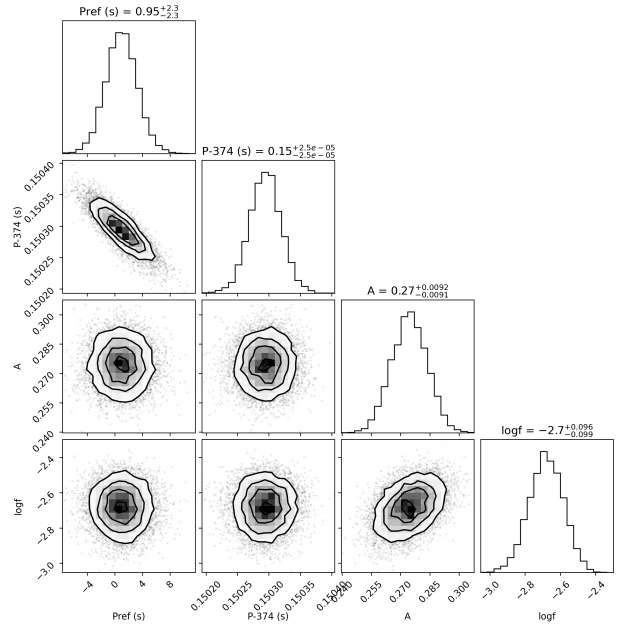 Pref (s) = 0.95+2.3 −2.3
P-374 (s) = 0.15+2.5e−05 −2.5e−05
0.15040
0.15035
0.15030
0.15025
0.15020
P-374 (s)
A = 0.27+0.0092 −0.0091
0.300
0.285
0.270
0.255
0.240
A
logf = −2.7+0.096 −0.099
−2.4
−2.6
−2.8
−3.0
logf
−4 0 4 8
0.15020 0.15025 0.15030 0.15035 0.15040
0.240 0.255 0.270 0.285 0.300
−3.0 −2.8 −2.6 −2.4
Pref (s) P-374 (s) A logf